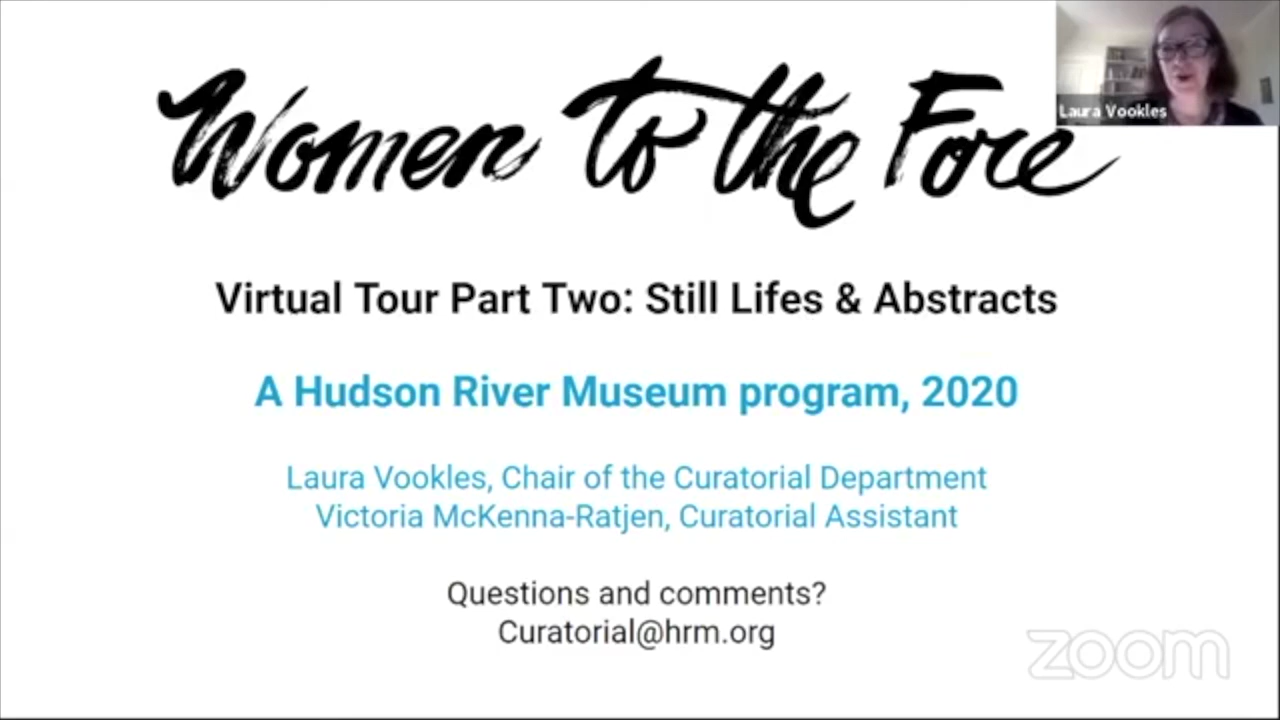 Women to the Fore
Laura Vookles
Virtual Tour Part Two: Still Lifes & Abstracts
A Hudson River Museum program, 2020
Laura Vookles, Chair of the Curatorial Department
Victoria McKenna-Ratjen, Curatorial Assistant
Questions and comments?
Curatorial@hrm.org
zoom